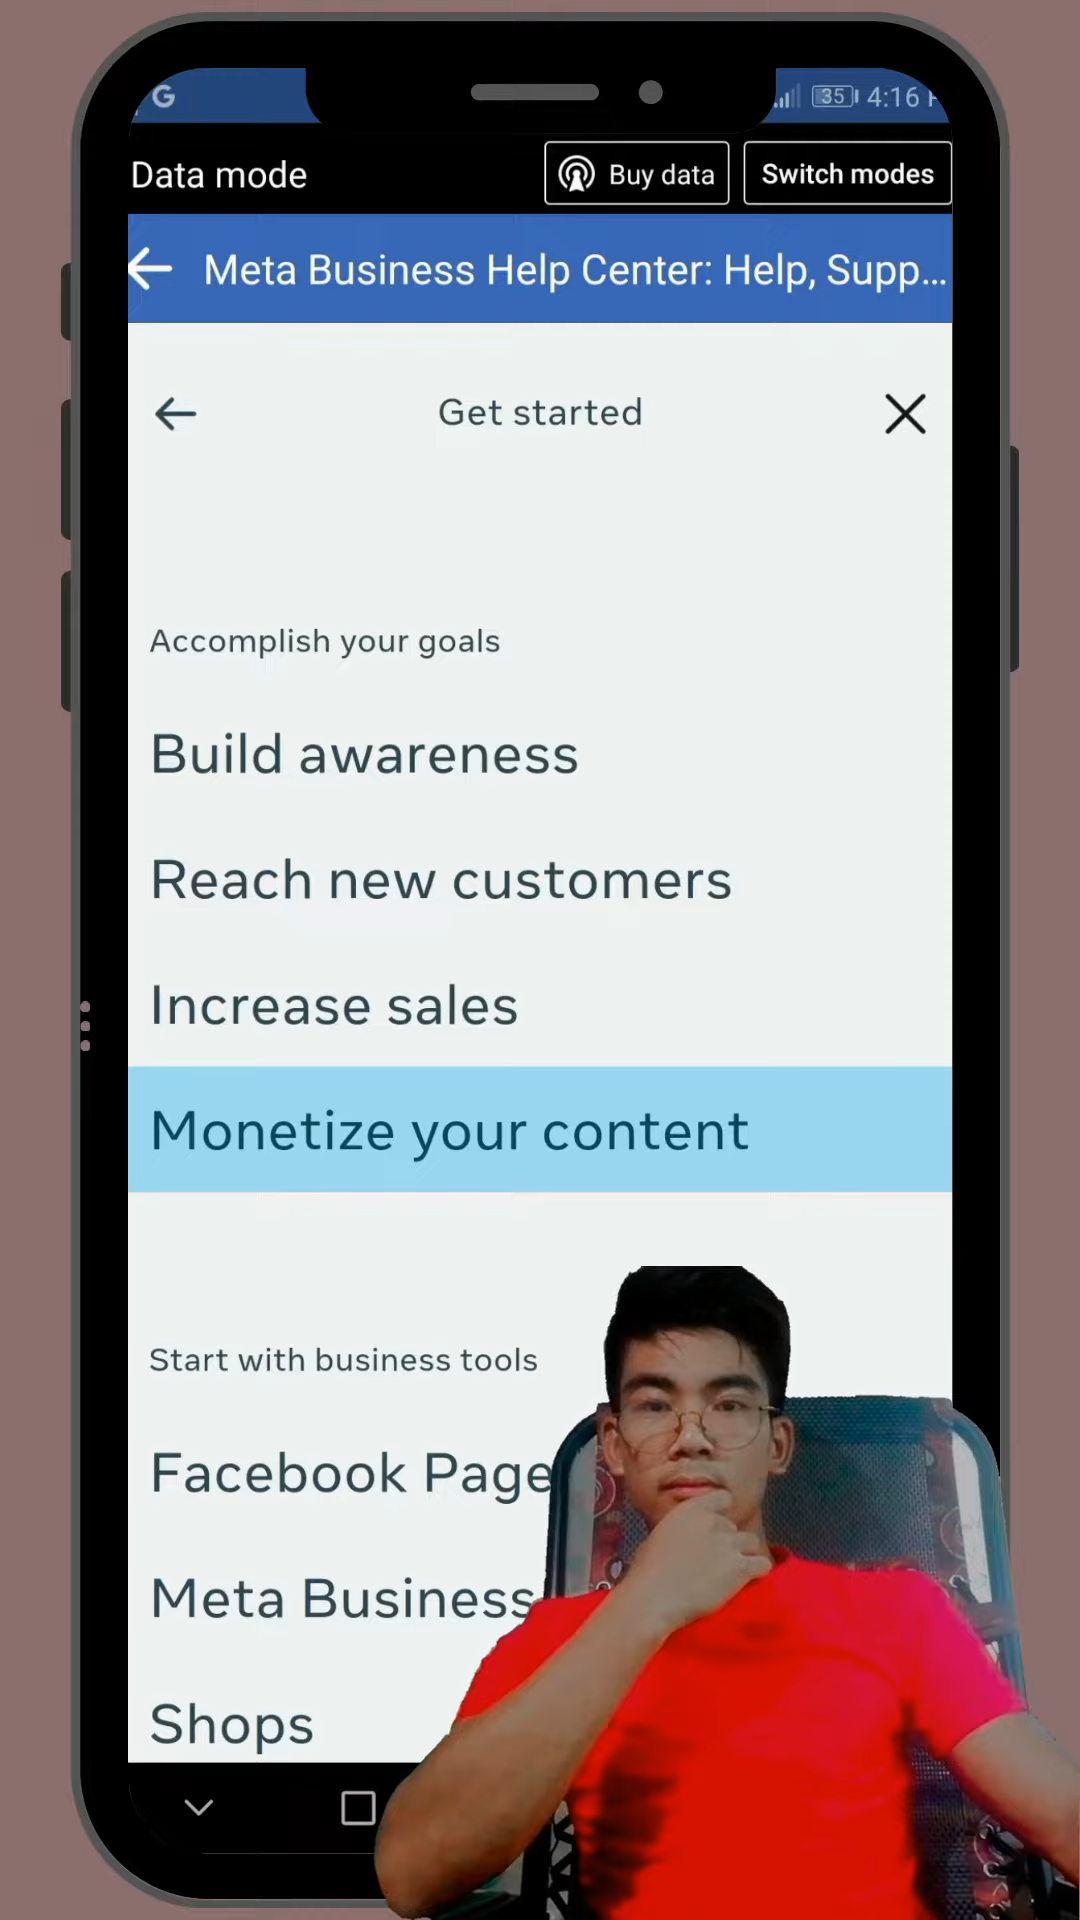 G
35
4:16
Data mode
Buy data
Switch modes
Meta Business Help Center: Help, Supp...
Get started
Accomplish your goals
Build awareness
Reach new customers
Increase sales
Monetize your content
Start with business tools
Facebook Page
Meta Business
Shops